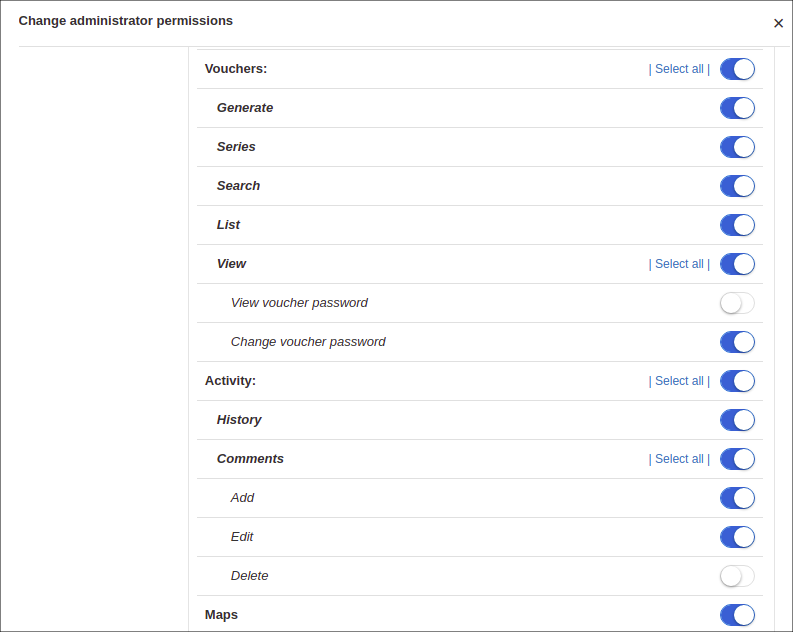 Change administrator permissions
×
Vouchers: | Select all |
Generate
Series
Search
List
View | Select all |
View voucher password
Change voucher password
Activity: | Select all |
History
Comments | Select all |
Add
Edit
Delete
Maps